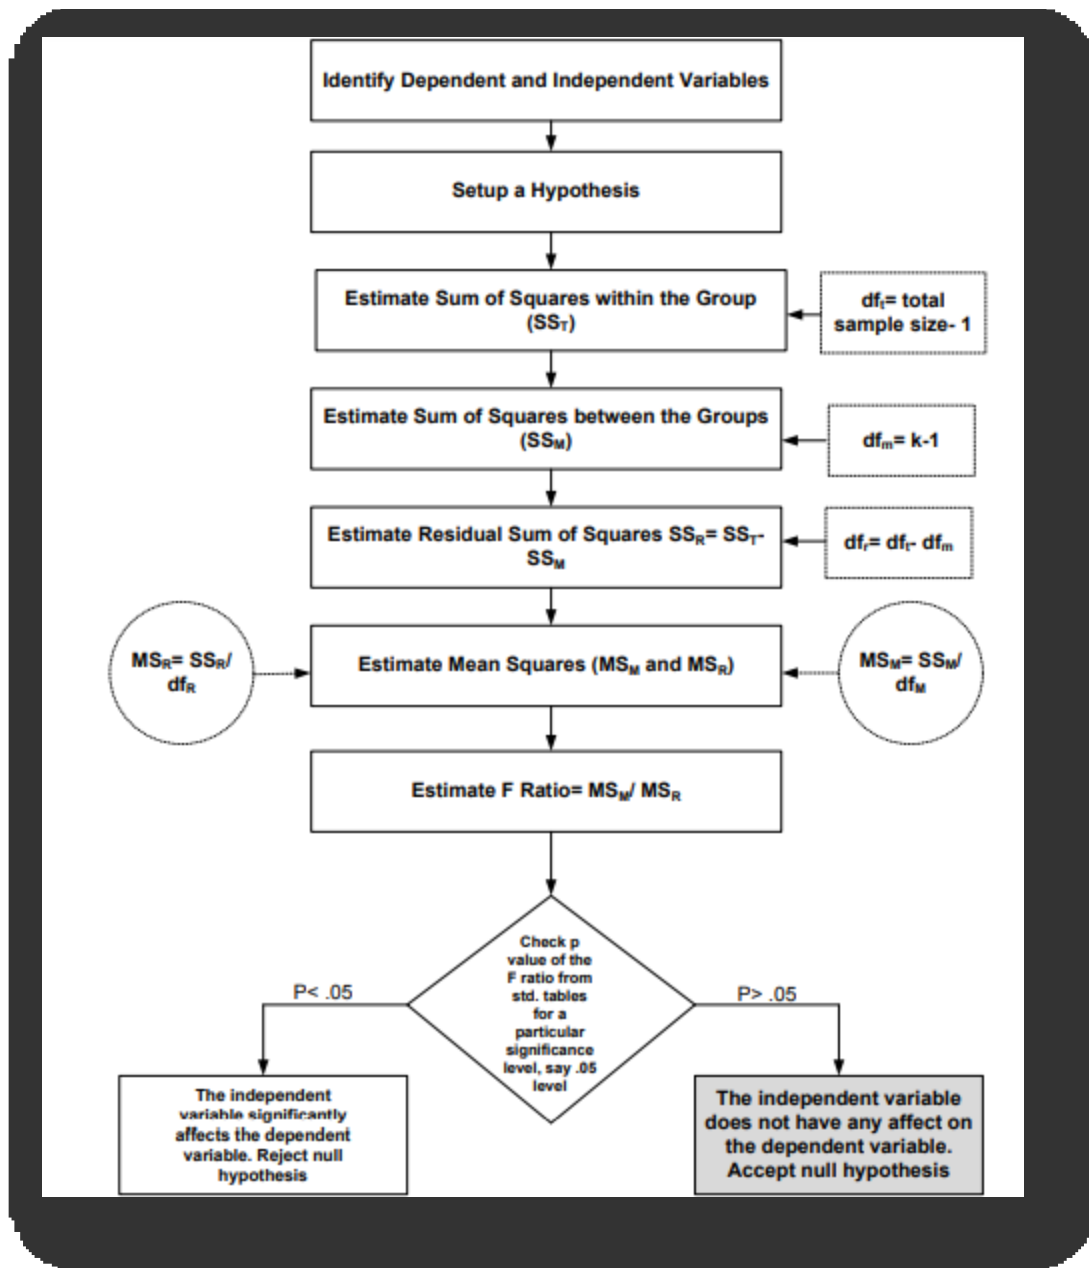 Identify Dependent and Independent Variables
Setup a Hypothesis
Estimate Sum of Squares within the Group
(SST)
dft= total
sample size- 1
Estimate Sum of Squares between the Groups
(SSM)
dfm= k-1
Estimate Residual Sum of Squares SSR= SST-
SSM
dfr= dft- dfm
MSR= SSR/
dfR
Estimate Mean Squares (MSM and MSR)
MSM= SSM/
dfM
Estimate F Ratio= MSM/ MSR
Check p
value of the
F ratio from
std. tables
for a
particular
significance
level, say .05
level
P< .05
P> .05
The independent
variable significantly
affects the dependent
variable. Reject null
hypothesis
The independent variable
does not have any affect on
the dependent variable.
Accept null hypothesis